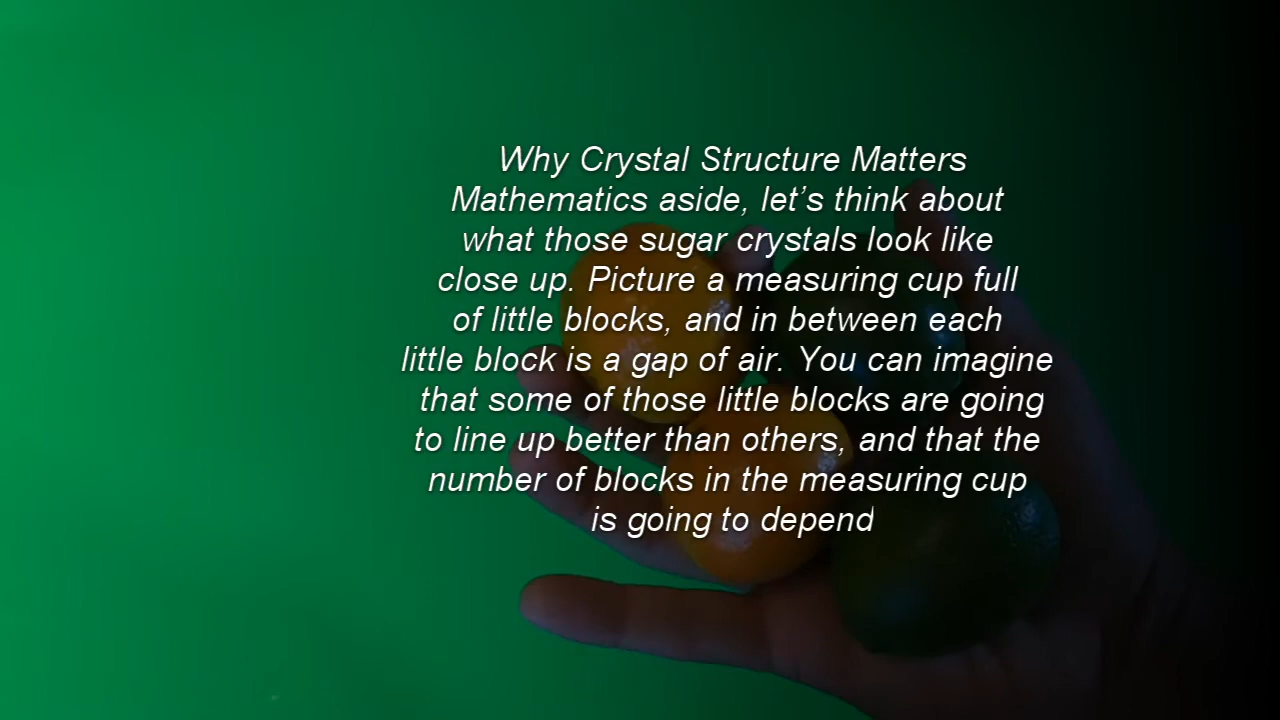 Why Crystal Structure Matters
Mathematics aside, let’s think about
what those sugar crystals look like
close up. Picture a measuring cup full
of little blocks, and in between each
little block is a gap of air. You can imagine
that some of those little blocks are going
to line up better than others, and that the
number of blocks in the measuring cup
is going to depend